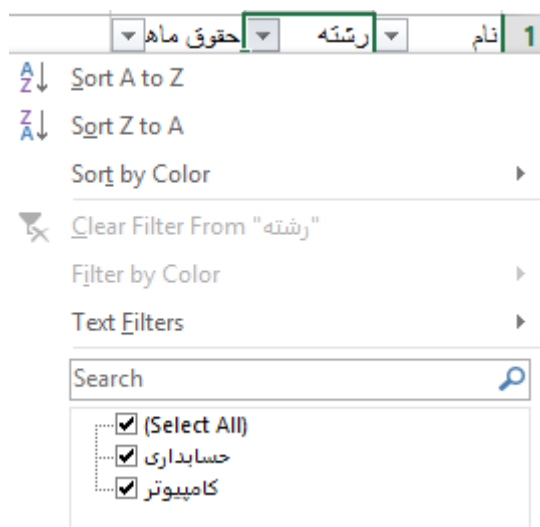 1 نام رشته حقوق ماه
Sort A to Z
Sort Z to A
Sort by Color
Clear Filter From "رشته"
Filter by Color
Text Filters
Search
(Select All)
حسابداری
کامپیوتر